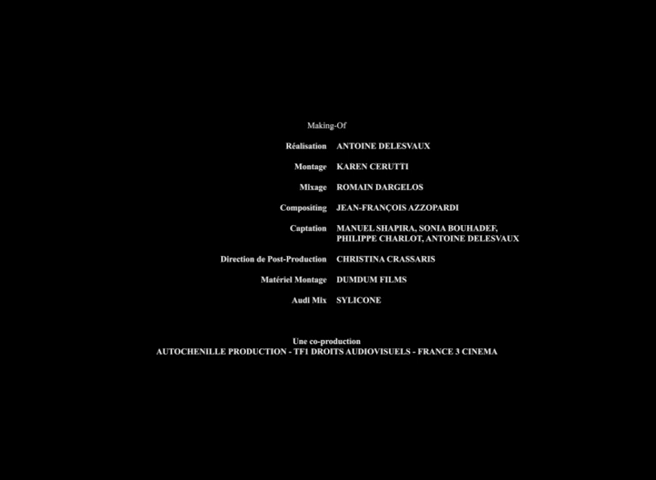 Making-Of
Réalisation ANTOINE DELESVAUX
Montage KAREN CERUTTI
Mixage ROMAIN DARGELOS
Compositing JEAN-FRANÇOIS AZZOPARDI
Captation MANUEL SHAPIRA, SONIA BOUHADEF,
PHILIPPE CHARLOT, ANTOINE DELESVAUX
Direction de Post-Production CHRISTINA CRASSARIS
Matériel Montage DUMDUM FILMS
Audi Mix SYLICONE
Une co-production
AUTOCHENILLE PRODUCTION - TF1 DROITS AUDIOVISUELS - FRANCE 3 CINEMA